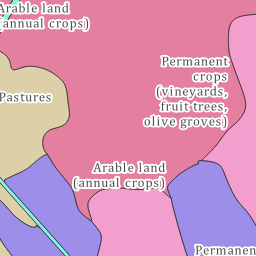 Arable land
(annual crops)
Permanent
crops
(vineyards,
fruit trees,
olive groves)
Pastures
Arable land
(annual crops)
Permanen